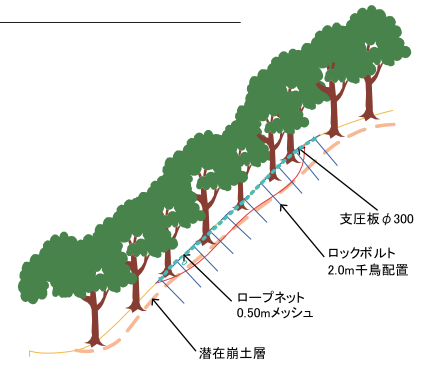 支圧板φ300
ロックボルト
2.0m千鳥配置
ロープネット
0.50mメッシュ
潜在崩土層